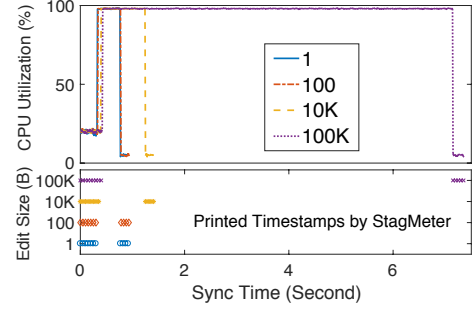 100
50
0
CPU Utilization (%)
1
100
10K
100K
Edit Size (B)
100K
10K
100
1
Printed Timestamps by StagMeter
0
2
4
6
Sync Time (Second)